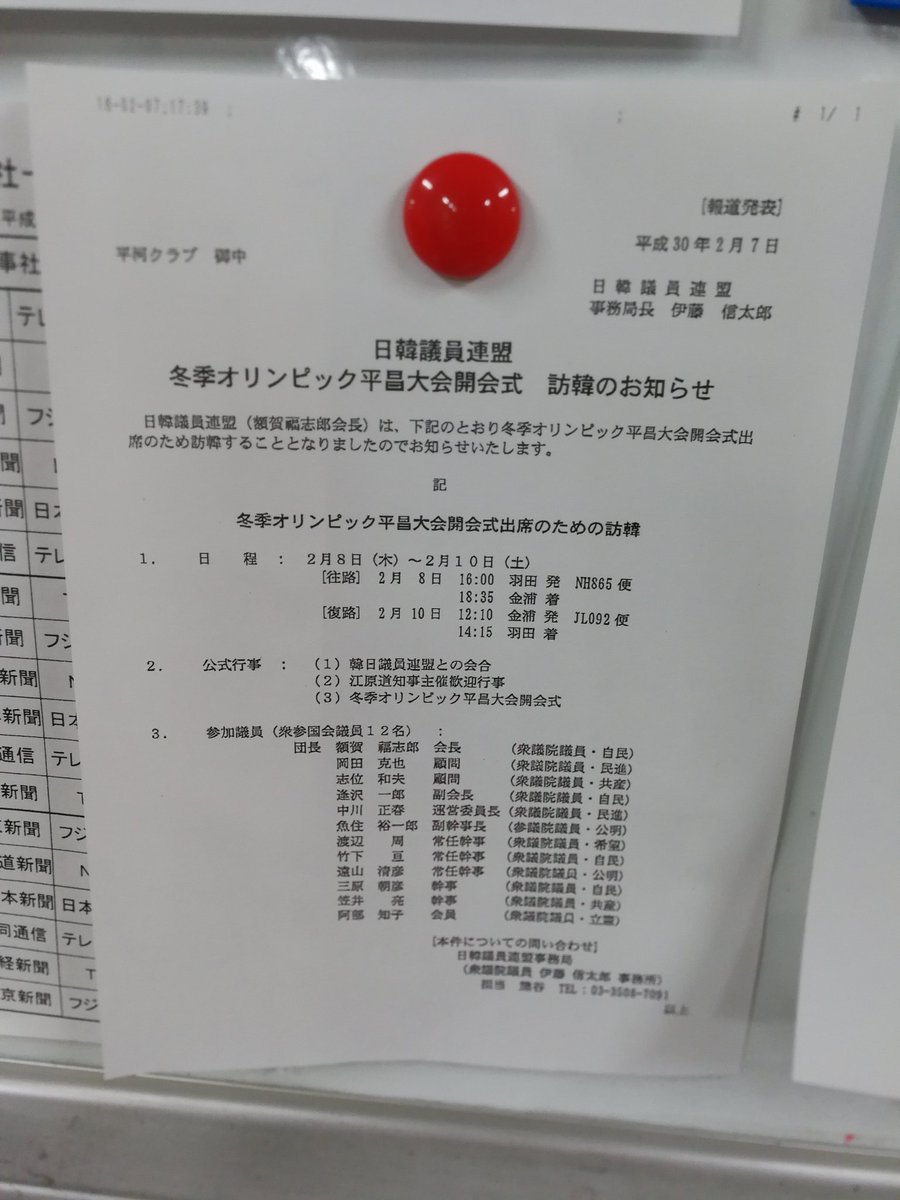 18-02-07;17:39 ;
;
# 1/ 1
[報道発表]
平成30年2月7日
平河クラブ 御中
日韓議員連盟
事務局長 伊藤 信太郎
日韓議員連盟
冬季オリンピック平昌大会開会式 訪韓のお知らせ
日韓議員連盟（額賀福志郎会長）は、下記のとおり冬季オリンピック平昌大会開会式出
席のため訪韓することとなりましたのでお知らせいたします。
記
冬季オリンピック平昌大会開会式出席のための訪韓
1. 日 程 ： 2月8日（木）～2月10日（土）
[往路] 2月 8日 16:00 羽田 発 NH865便
18:35 金浦 着
[復路] 2月 10日 12:10 金浦 発 JL092便
14:15 羽田 着
2. 公式行事 ： （1）韓日議員連盟との会合
（2）江原道知事主催歓迎行事
（3）冬季オリンピック平昌大会開会式
3. 参加議員（衆参国会議員12名） ：
団長 額賀 福志郎 会長 （衆議院議員・自民）
岡田 克也 顧問 （衆議院議員・民進）
志位 和夫 顧問 （衆議院議員・共産）
逢沢 一郎 副会長 （衆議院議員・自民）
中川 正春 運営委員長（衆議院議員・民進）
魚住 裕一郎 副幹事長 （参議院議員・公明）
渡辺 周 常任幹事 （衆議院議員・希望）
竹下 亘 常任幹事 （衆議院議員・自民）
遠山 清彦 常任幹事 （衆議院議員・公明）
三原 朝彦 幹事 （衆議院議員・自民）
笠井 亮 幹事 （衆議院議員・共産）
阿部 知子 会員 （衆議院議員・立憲）
[本件についての問い合わせ]
日韓議員連盟事務局
（衆議院議員 伊藤 信太郎 事務所）
担当 熊谷 TEL：03-3508-7091
以上
社
平成
事社
テレ
フジ
聞
聞 日本
信 テレ
聞
聞 フジ
新聞 N
新聞 日本
通信 テレ
新聞 T
新聞 フジ
道新聞 N
本新聞 日本
同通信 テレ
経新聞 T
京新聞 フジ